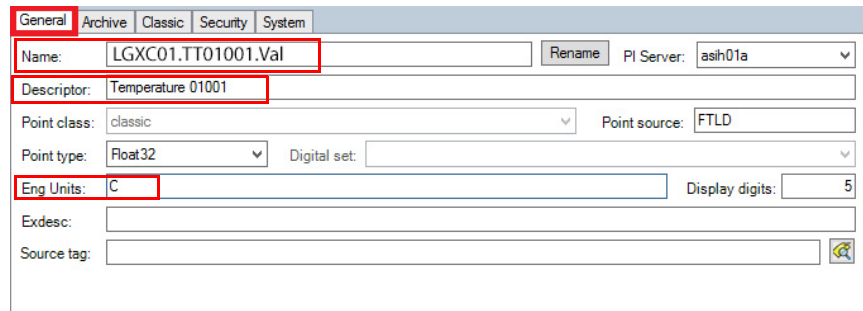 General Archive Classic Security System
Name: LGXC01.TT01001.Val Rename PI Server: asih01a
Descriptor: Temperature 01001
Point class: classic Point source: FTLD
Point type: Float32 Digital set:
Eng Units: C Display digits: 5
Exdesc:
Source tag: